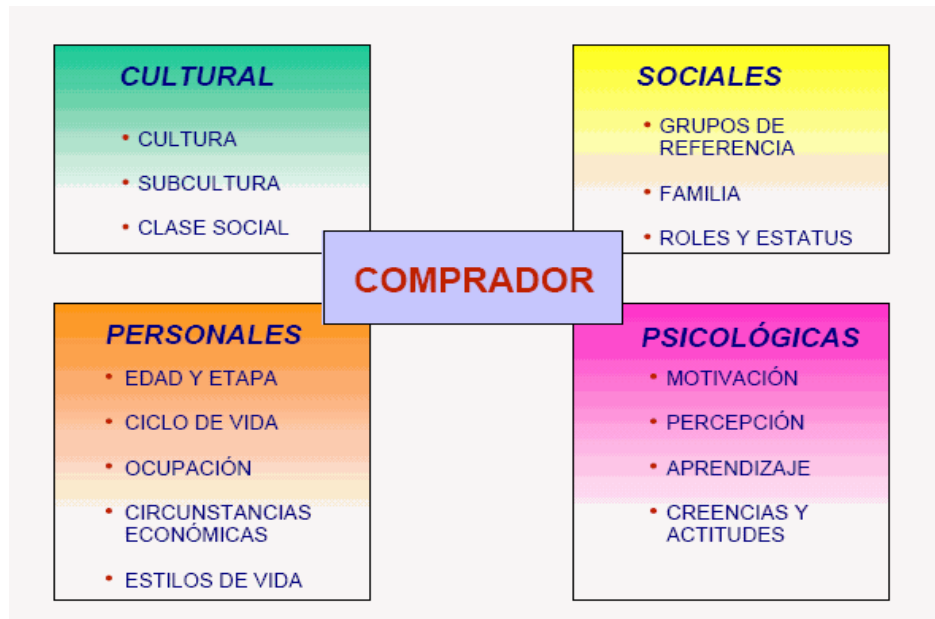 CULTURAL
• CULTURA
• SUBCULTURA
• CLASE SOCIAL
SOCIALES
• GRUPOS DE
REFERENCIA
• FAMILIA
• ROLES Y ESTATUS
COMPRADOR
PERSONALES
• EDAD Y ETAPA
• CICLO DE VIDA
• OCUPACIÓN
• CIRCUNSTANCIAS
ECONÓMICAS
• ESTILOS DE VIDA
PSICOLÓGICAS
• MOTIVACIÓN
• PERCEPCIÓN
• APRENDIZAJE
• CREENCIAS Y
ACTITUDES